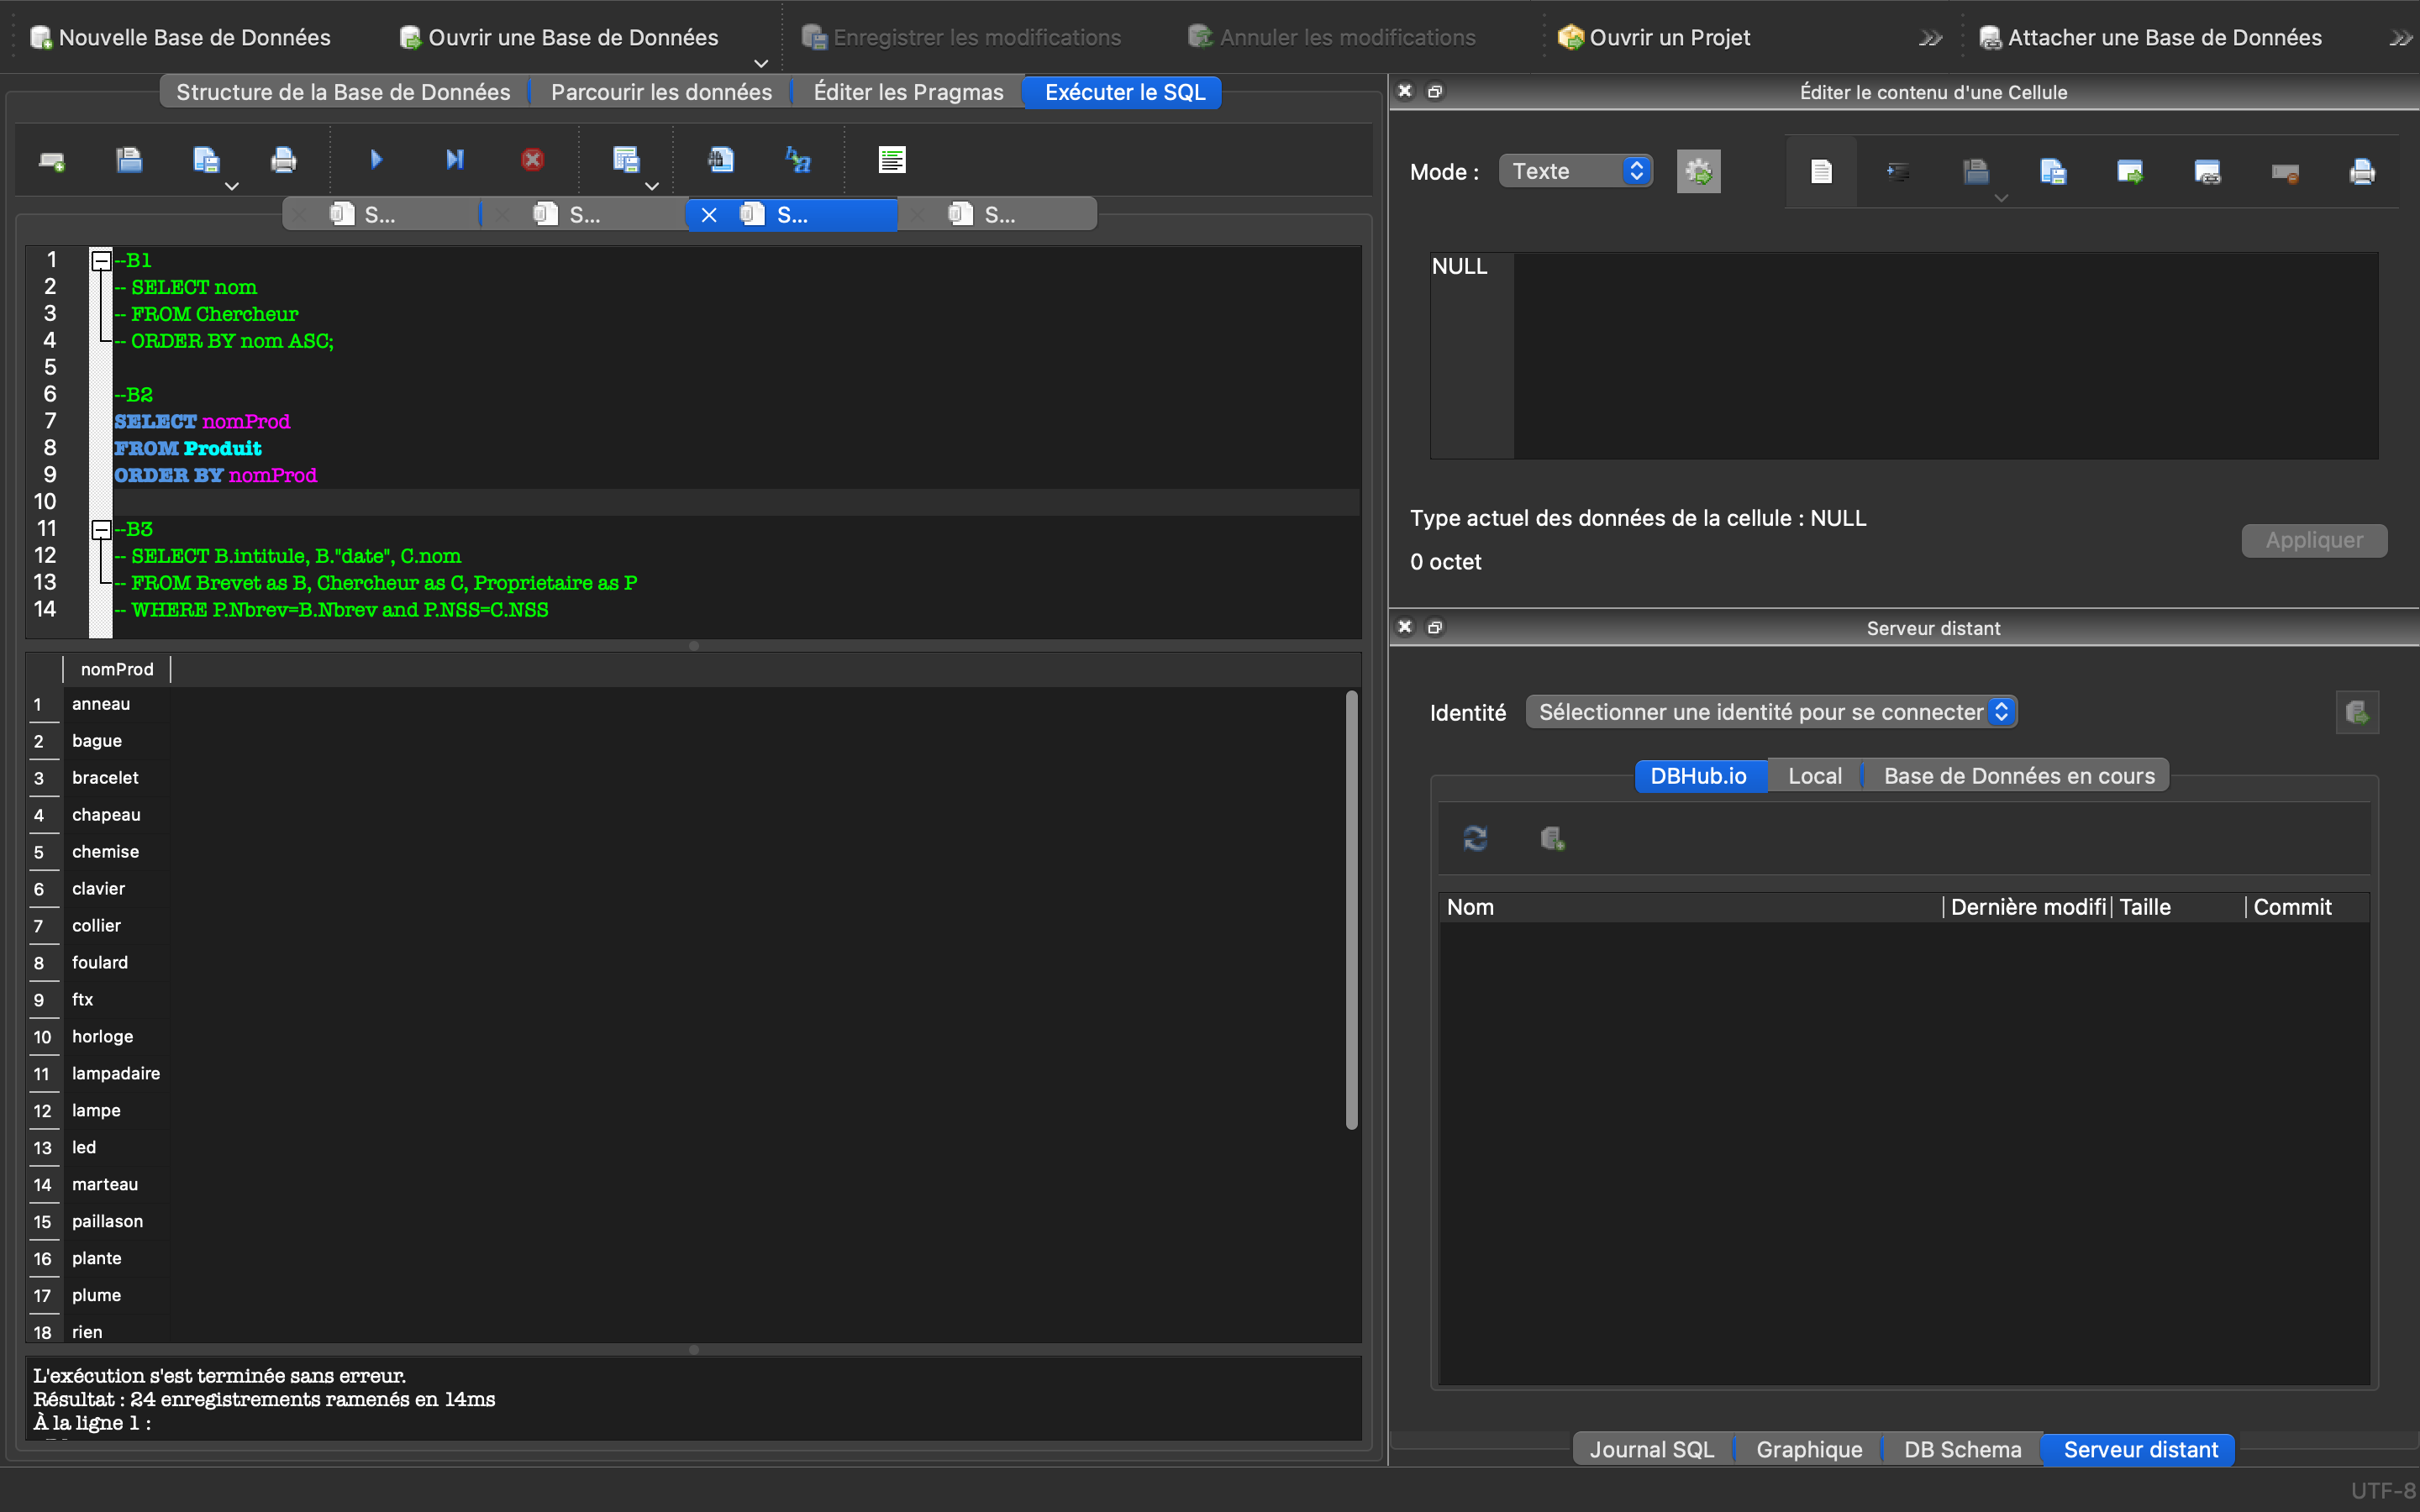 Nouvelle Base de Données Ouvrir une Base de Données Enregistrer les modifications Annuler les modifications Ouvrir un Projet Attacher une Base de Données
Structure de la Base de Données Parcourir les données Éditer les Pragmas Exécuter le SQL
S... S... S... S...
1 --B1
2 -- SELECT nom
3 -- FROM Chercheur
4 -- ORDER BY nom ASC;
5
6 --B2
7 SELECT nomProd
8 FROM Produit
9 ORDER BY nomProd
10
11 --B3
12 -- SELECT B.intitule, B."date", C.nom
13 -- FROM Brevet as B, Chercheur as C, Proprietaire as P
14 -- WHERE P.Nbrev=B.Nbrev and P.NSS=C.NSS
nomProd
1 anneau
2 bague
3 bracelet
4 chapeau
5 chemise
6 clavier
7 collier
8 foulard
9 ftx
10 horloge
11 lampadaire
12 lampe
13 led
14 marteau
15 paillason
16 plante
17 plume
18 rien
L'exécution s'est terminée sans erreur.
Résultat : 24 enregistrements ramenés en 14ms
À la ligne 1 :
Éditer le contenu d'une Cellule
Mode : Texte
NULL
Type actuel des données de la cellule : NULL
0 octet
Appliquer
Serveur distant
Identité Sélectionner une identité pour se connecter
DBHub.io Local Base de Données en cours
Nom Dernière modifi Taille Commit
Journal SQL Graphique DB Schema Serveur distant
UTF-8